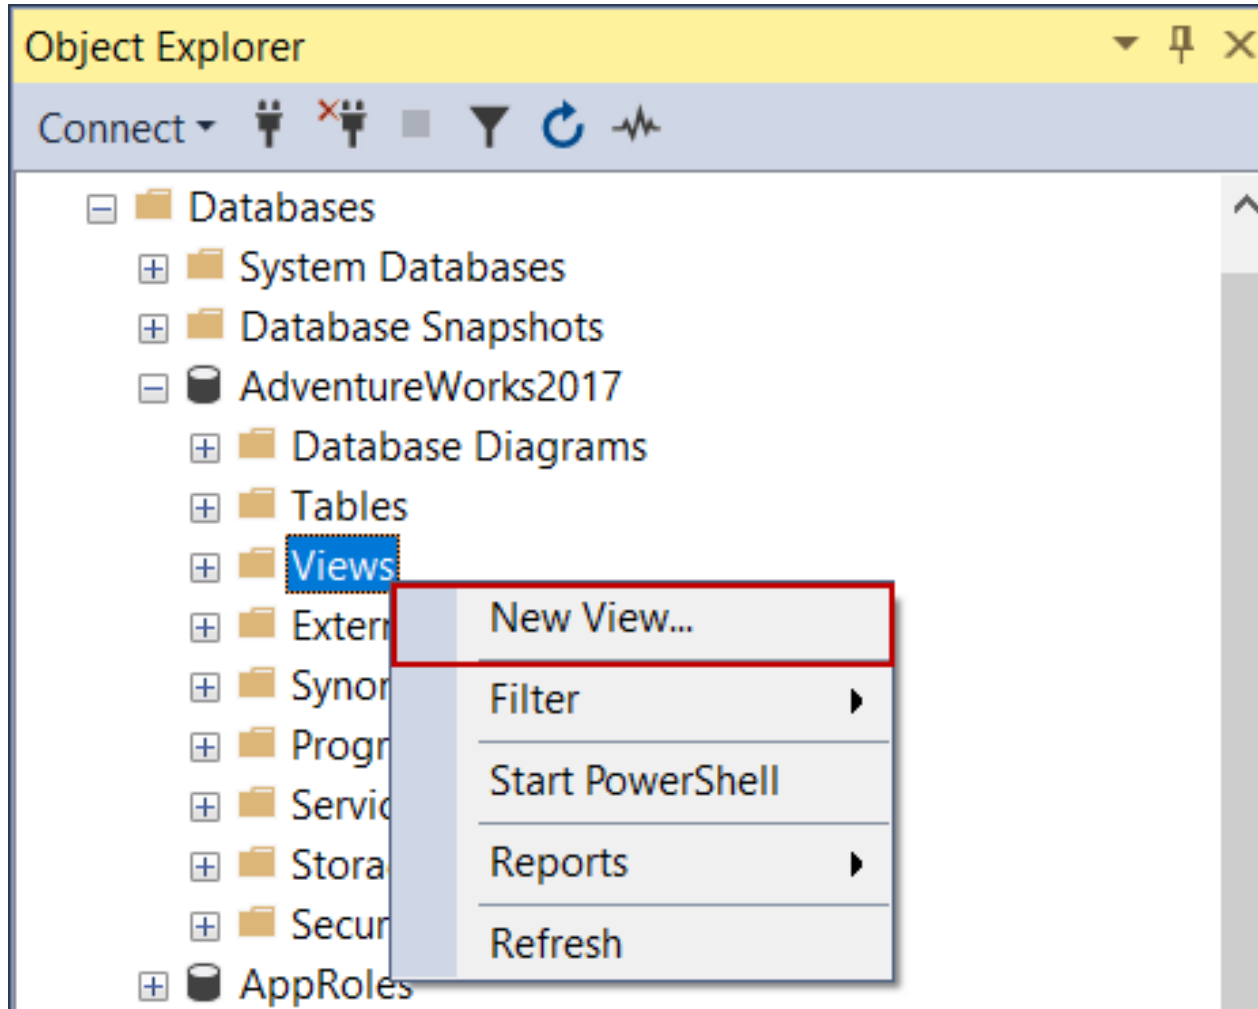 Object Explorer
Connect
Databases
System Databases
Database Snapshots
AdventureWorks2017
Database Diagrams
Tables
Views
New View...
Filter
Start PowerShell
Reports
Refresh
AppRoles